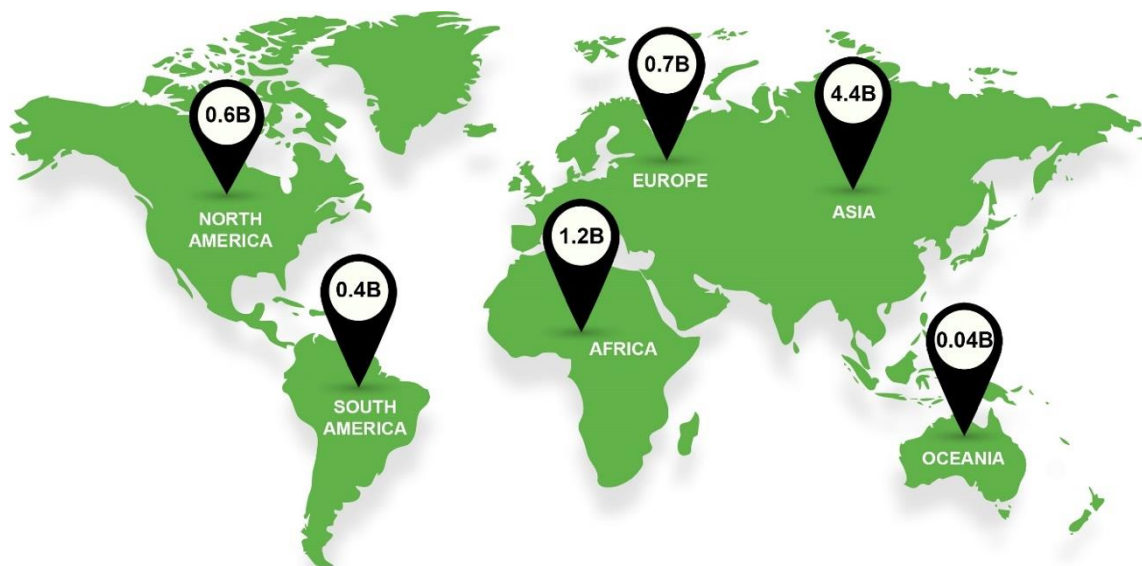 0.7B
4.4B
0.6B
EUROPE
ASIA
NORTH
AMERICA
1.2B
0.4B
0.04B
AFRICA
SOUTH
AMERICA
OCEANIA